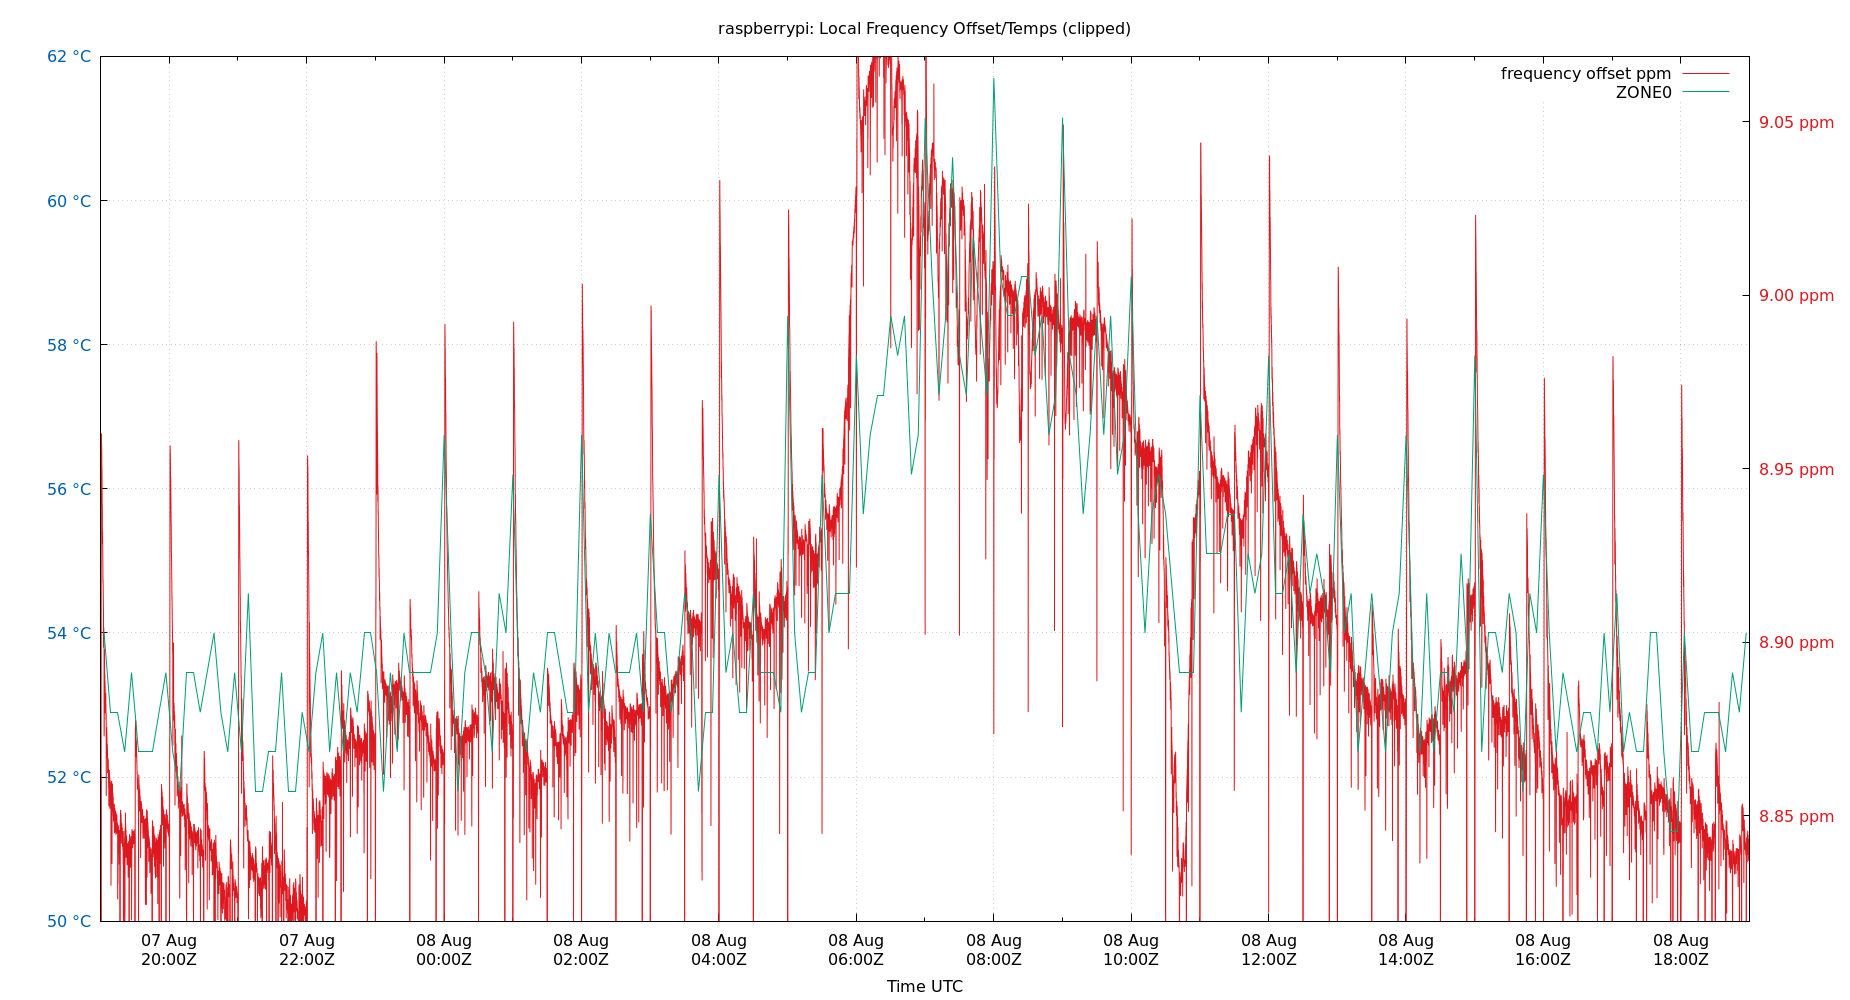 raspberrypi: Local Frequency Offset/Temps (clipped)
frequency offset ppm
ZONE0
62 °C
60 °C
58 °C
56 °C
54 °C
52 °C
50 °C
9.05 ppm
9.00 ppm
8.95 ppm
8.90 ppm
8.85 ppm
07 Aug 07 Aug 08 Aug 08 Aug 08 Aug 08 Aug 08 Aug 08 Aug 08 Aug 08 Aug 08 Aug 08 Aug
20:00Z 22:00Z 00:00Z 02:00Z 04:00Z 06:00Z 08:00Z 10:00Z 12:00Z 14:00Z 16:00Z 18:00Z
Time UTC